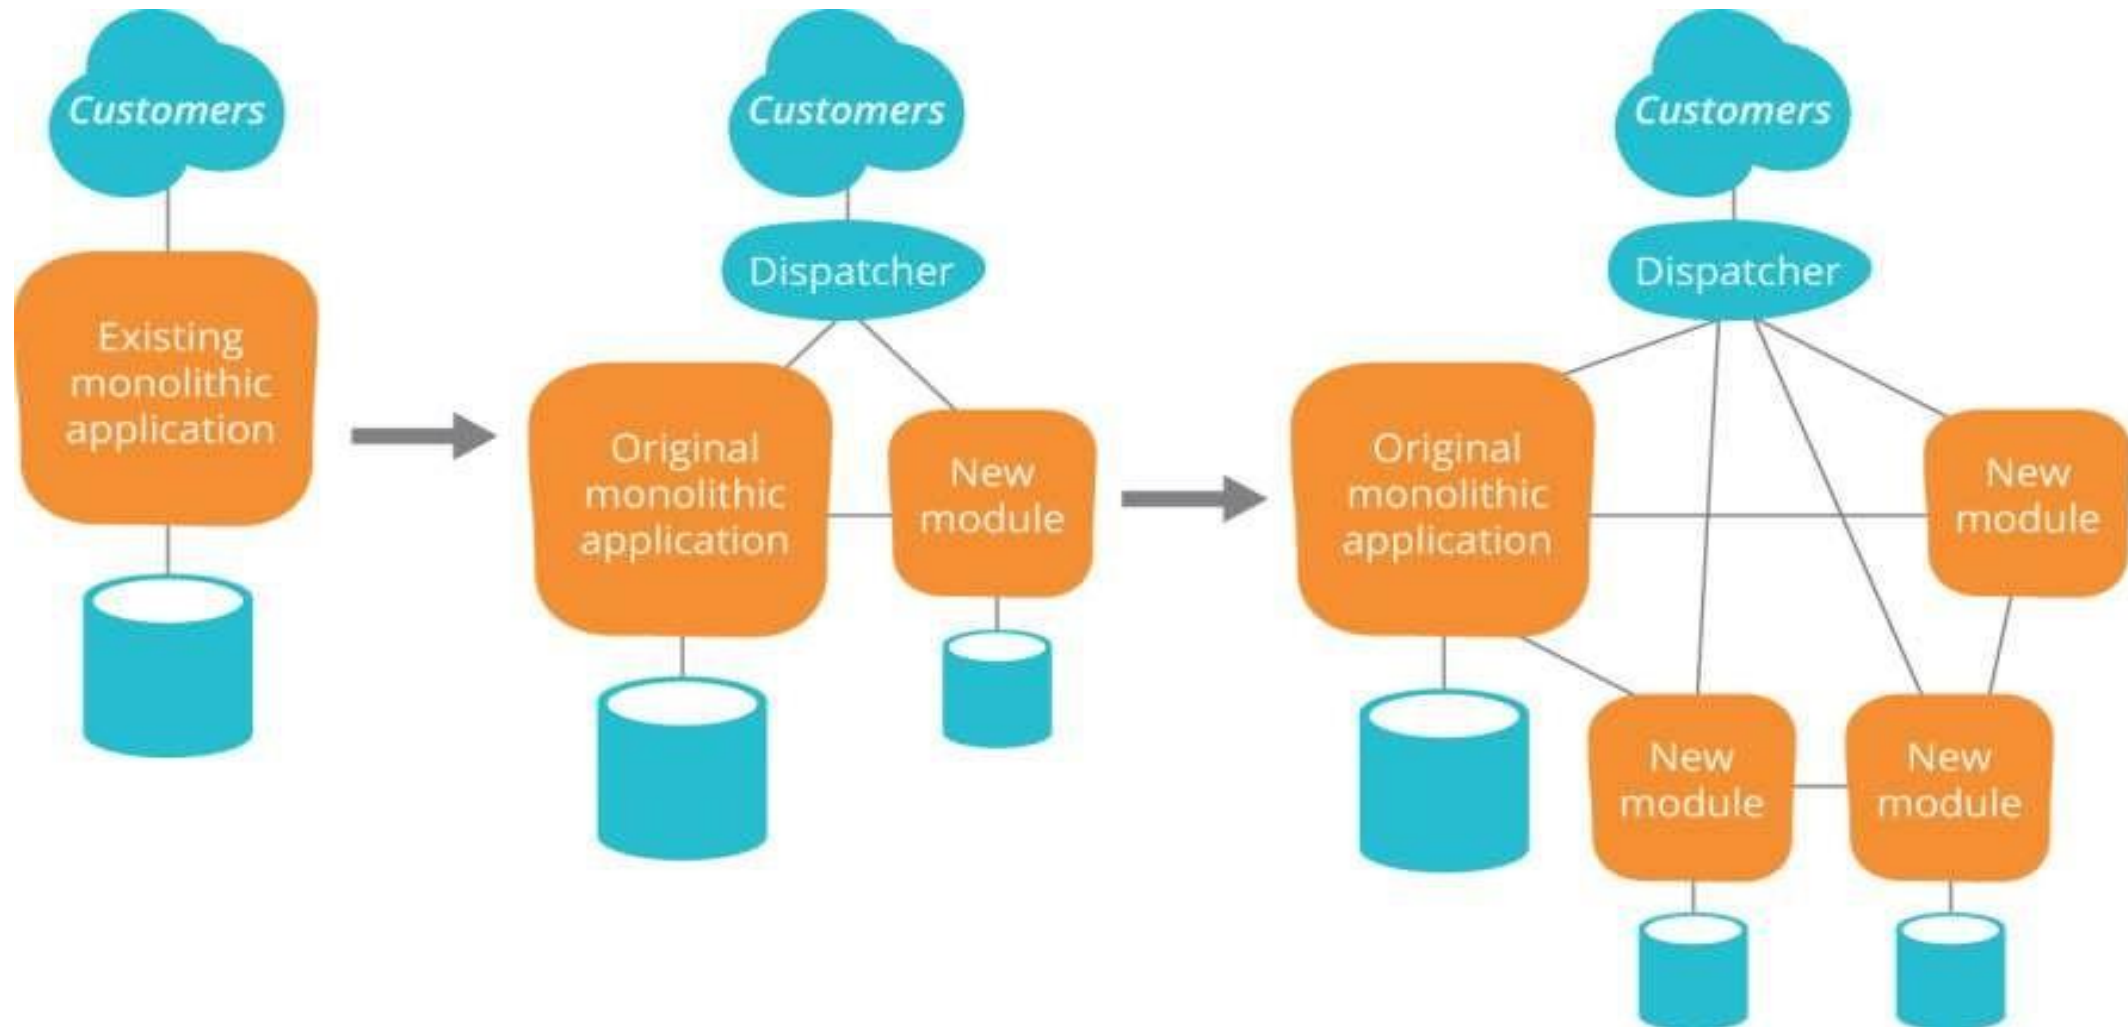 Customers
Existing
monolithic
application
Customers
Dispatcher
Original
monolithic
application
New
module
Customers
Dispatcher
Original
monolithic
application
New
module
New
module
New
module